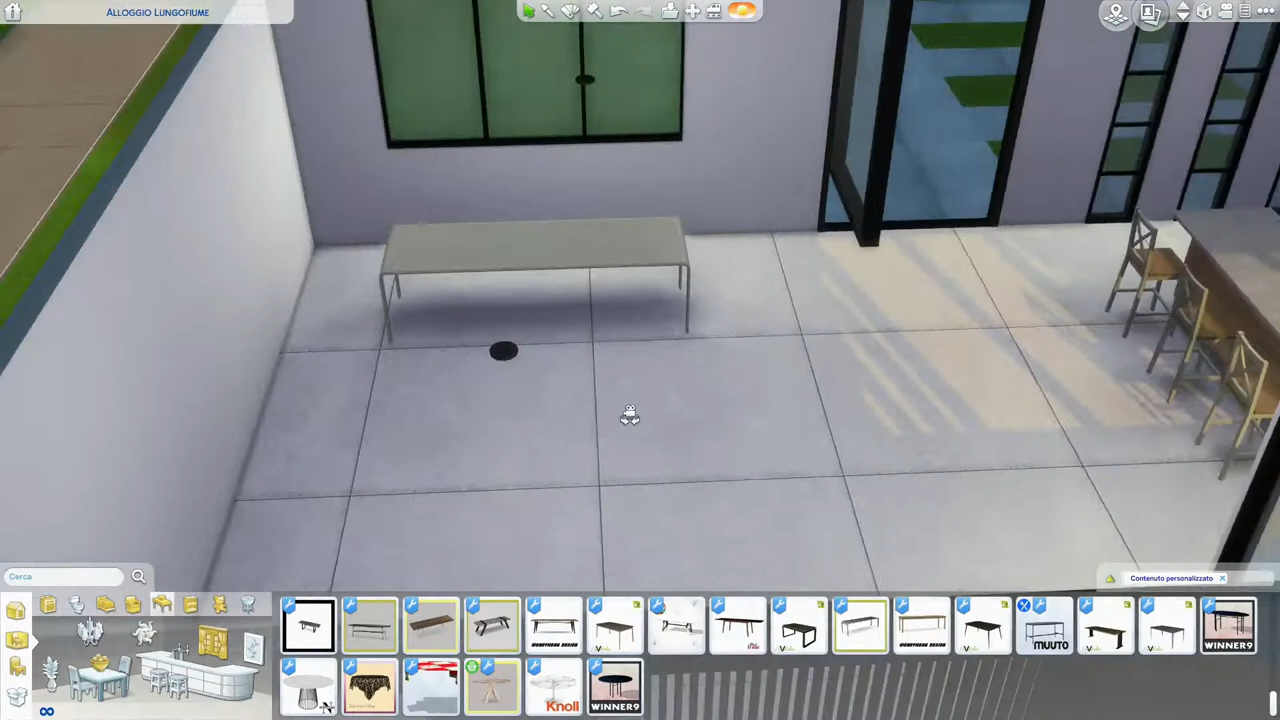 ALLOGGIO LUNGOFIUME
Cerca
Contenuto personalizzato
MUUTO
WINNER9
Knoll
WINNER9